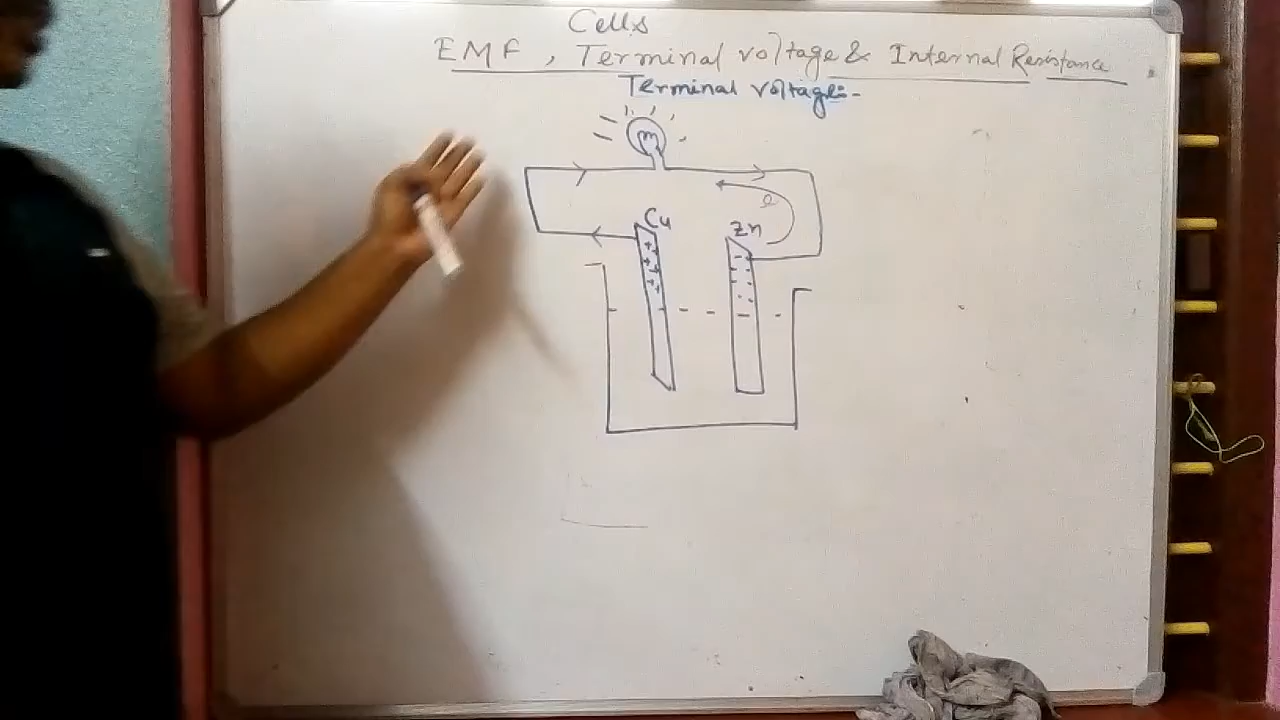 Cells
EMF, Terminal voltage & Internal Resistance
Terminal voltage:-
e
Cu
Zn